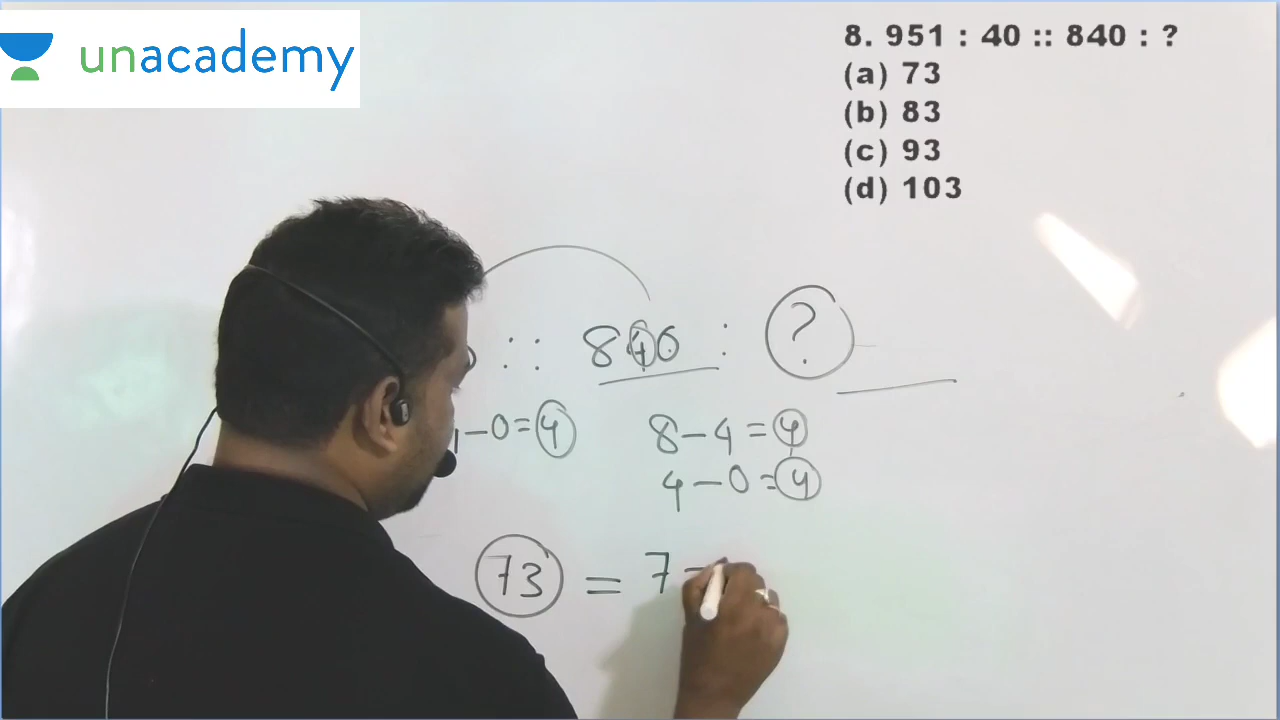 unacademy
8. 951 : 40 :: 840 : ?
(a) 73
(b) 83
(c) 93
(d) 103
:: 840 : ?
-0=4 8-4=4
4-0=4
73 = 7-